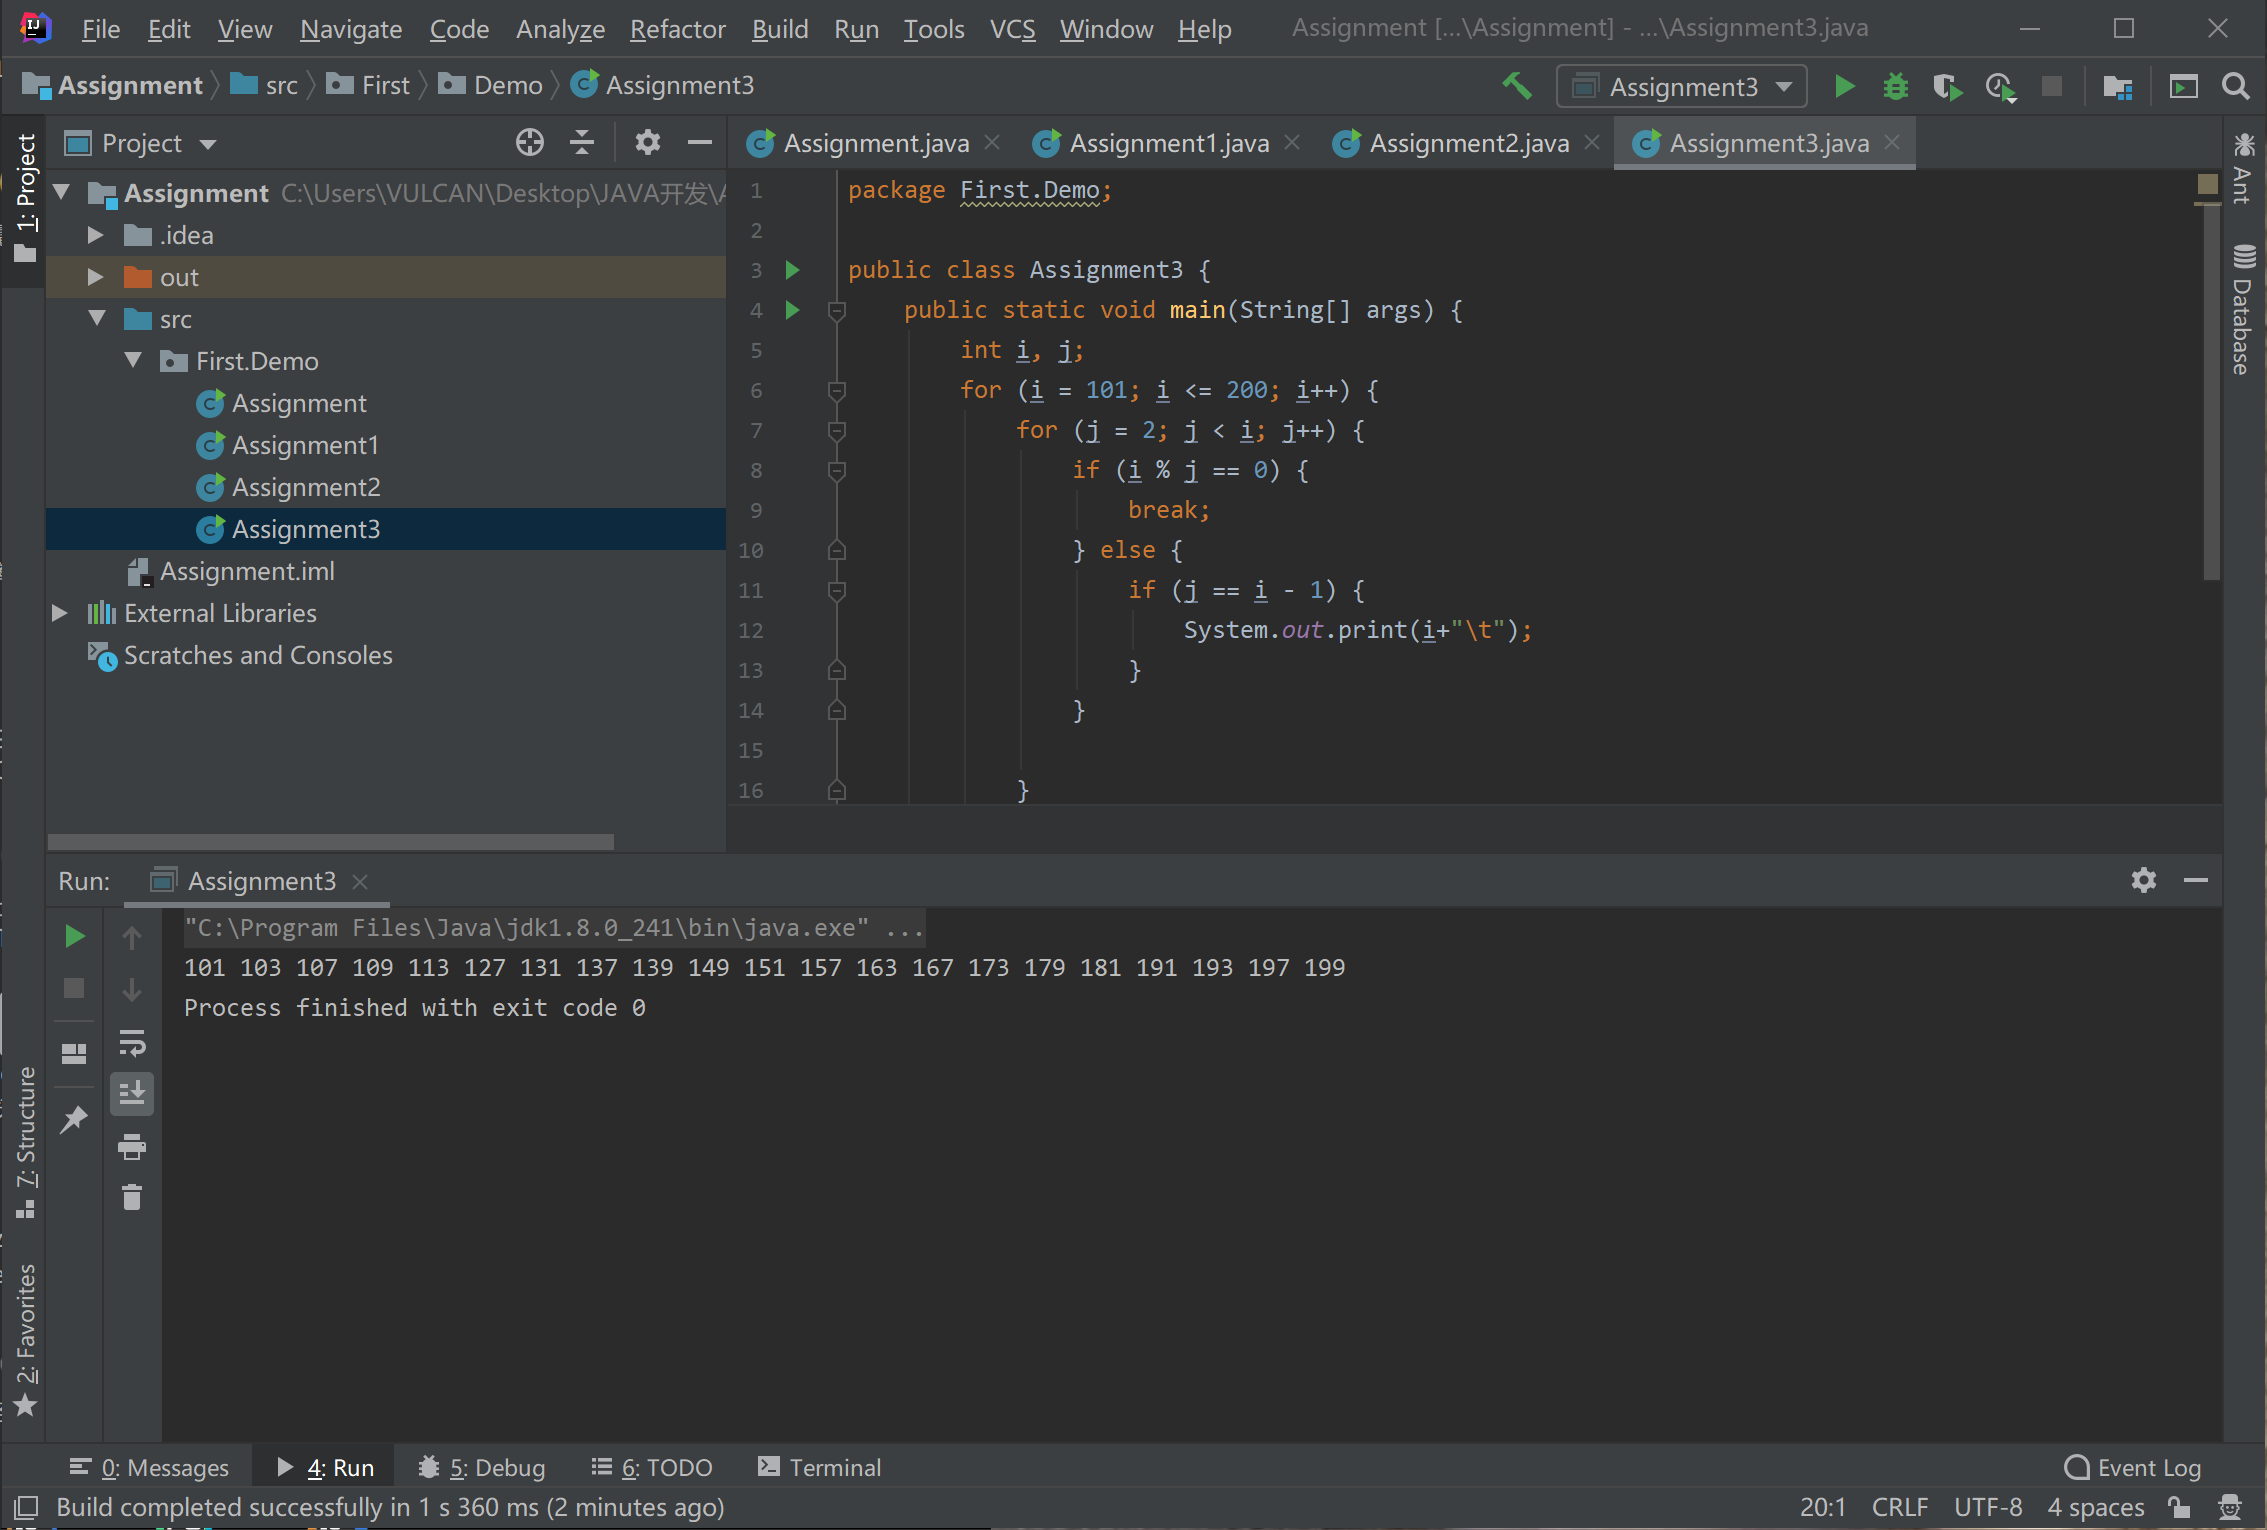 File Edit View Navigate Code Analyze Refactor Build Run Tools VCS Window Help Assignment [...\Assignment] - ...\Assignment3.java
Assignment src First Demo Assignment3
Assignment3
1: Project
Project
Assignment C:\Users\VULCAN\Desktop\JAVA开发\A
.idea
out
src
First.Demo
Assignment
Assignment1
Assignment2
Assignment3
Assignment.iml
External Libraries
Scratches and Consoles
Assignment.java Assignment1.java Assignment2.java Assignment3.java
1 package First.Demo;
2
3 public class Assignment3 {
4 public static void main(String[] args) {
5 int i, j;
6 for (i = 101; i <= 200; i++) {
7 for (j = 2; j < i; j++) {
8 if (i % j == 0) {
9 break;
10 } else {
11 if (j == i - 1) {
12 System.out.print(i+"\t");
13 }
14 }
15
16 }
Ant
Database
Run: Assignment3
"C:\Program Files\Java\jdk1.8.0_241\bin\java.exe" ...
101 103 107 109 113 127 131 137 139 149 151 157 163 167 173 179 181 191 193 197 199
Process finished with exit code 0
7: Structure
2: Favorites
0: Messages 4: Run 5: Debug 6: TODO Terminal Event Log
Build completed successfully in 1 s 360 ms (2 minutes ago) 20:1 CRLF UTF-8 4 spaces